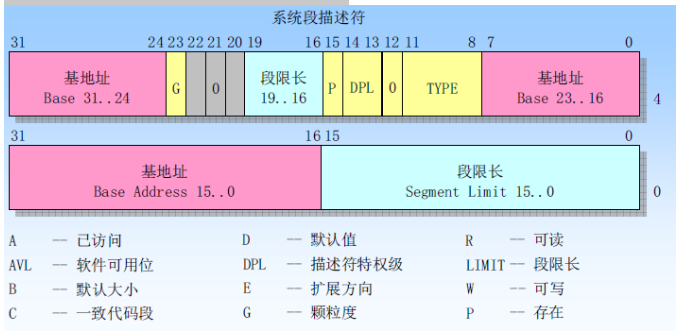 系统段描述符
31 24 23 22 21 20 19 16 15 14 13 12 11 8 7 0
基地址 段限长 基地址
Base 31..24 G 0 19..16 P DPL 0 TYPE Base 23..16
4
31 16 15 0
基地址 段限长
Base Address 15..0 Segment Limit 15..0
0
A -- 已访问 D -- 默认值 R -- 可读
AVL -- 软件可用位 DPL -- 描述符特权级 LIMIT -- 段限长
B -- 默认大小 E -- 扩展方向 W -- 可写
C -- 一致代码段 G -- 颗粒度 P -- 存在